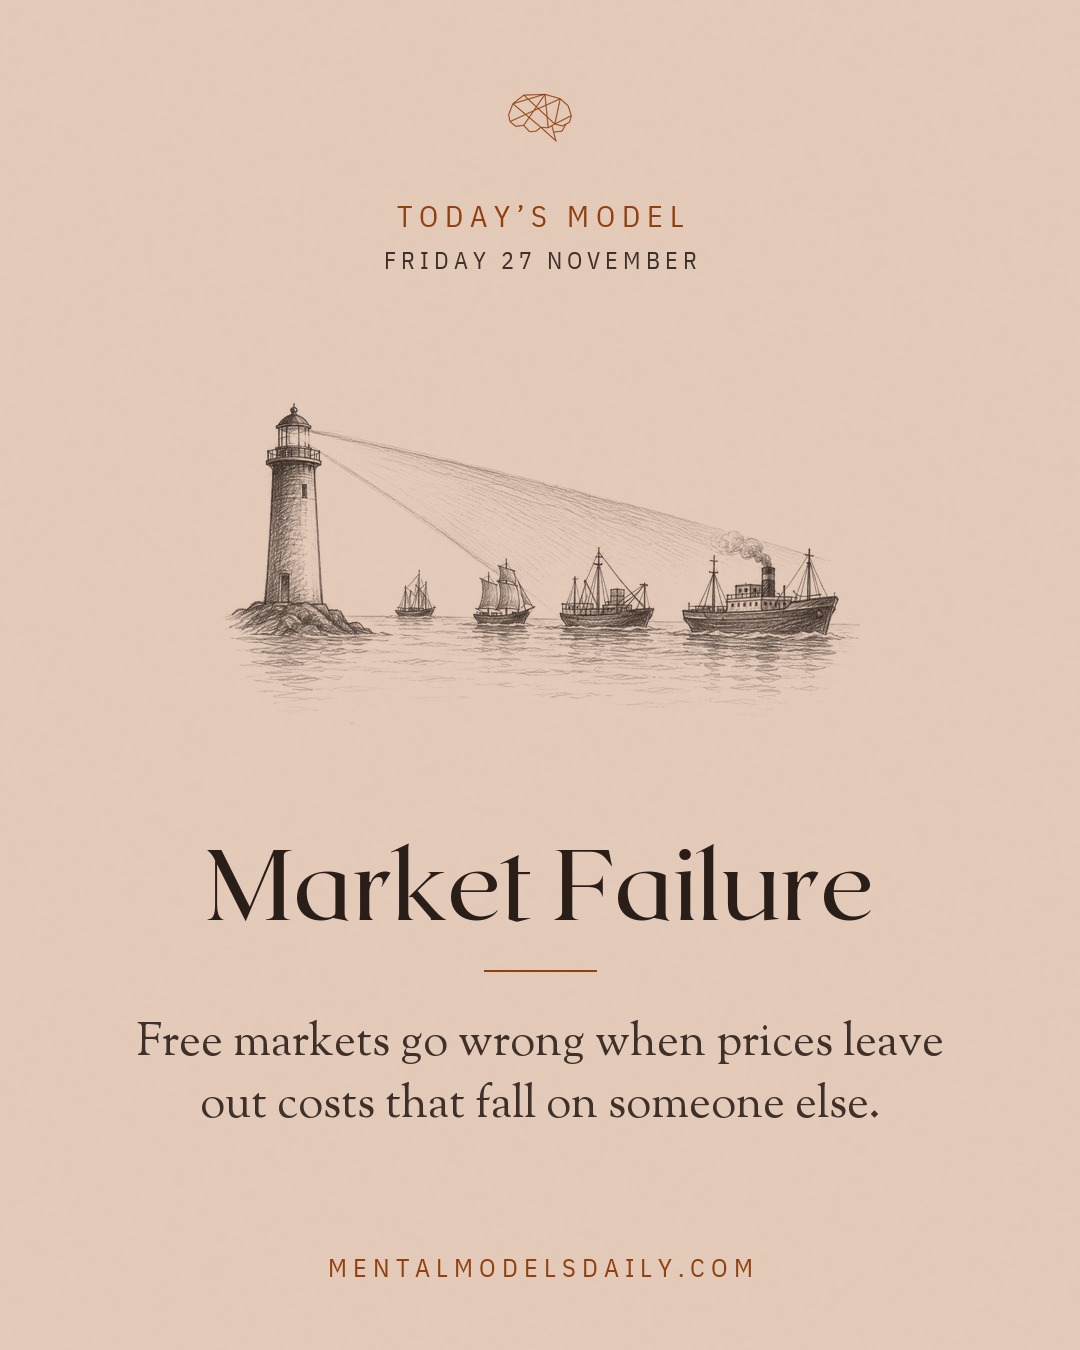 TODAY’S MODEL
FRIDAY 27 NOVEMBER
Market Failure
Free markets go wrong when prices leave
out costs that fall on someone else.
MENTALMODELSDAILY.COM